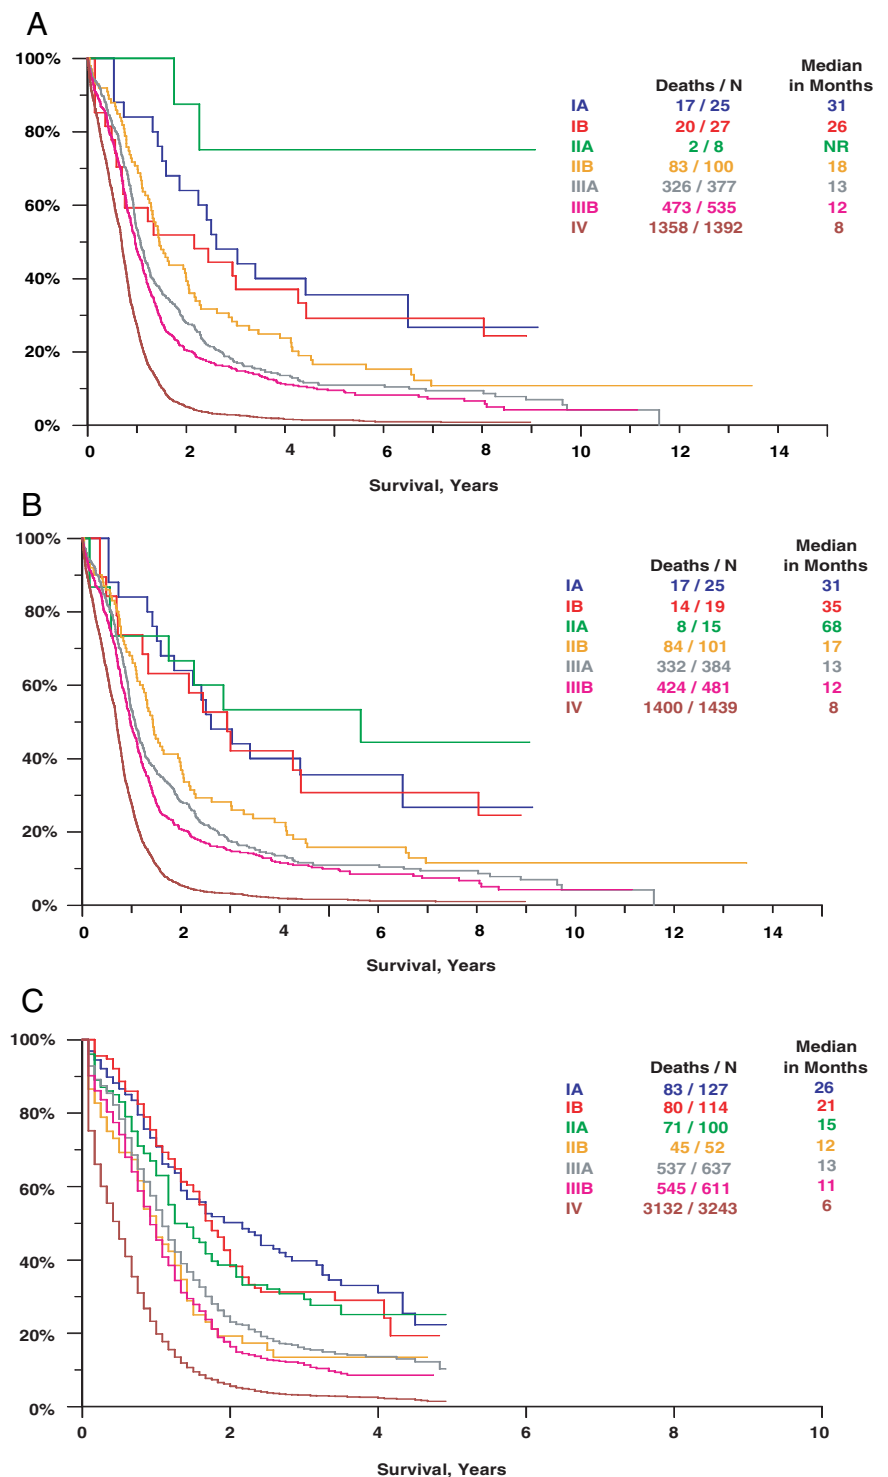 A
Median
Deaths / N in Months
100%
IA 17 / 25 31
IB 20 / 27 26
80%
IIA 2 / 8 NR
IIB 83 / 100 18
IIIA 326 / 377 13
60%
IIIB 473 / 535 12
IV 1358 / 1392 8
40%
20%
0%
0 2 4 6 8 10 12 14
Survival, Years
B
100%
Median
Deaths / N in Months
IA 17 / 25 31
80%
IB 14 / 19 35
IIA 8 / 15 68
IIB 84 / 101 17
60%
IIIA 332 / 384 13
IIIB 424 / 481 12
IV 1400 / 1439 8
40%
20%
0%
0 2 4 6 8 10 12 14
Survival, Years
C
100%
Median
Deaths / N in Months
IA 83 / 127 26
IB 80 / 114 21
80%
IIA 71 / 100 15
IIB 45 / 52 12
IIIA 537 / 637 13
60%
IIIB 545 / 611 11
IV 3132 / 3243 6
40%
20%
0%
0 2 4 6 8 10
Survival, Years